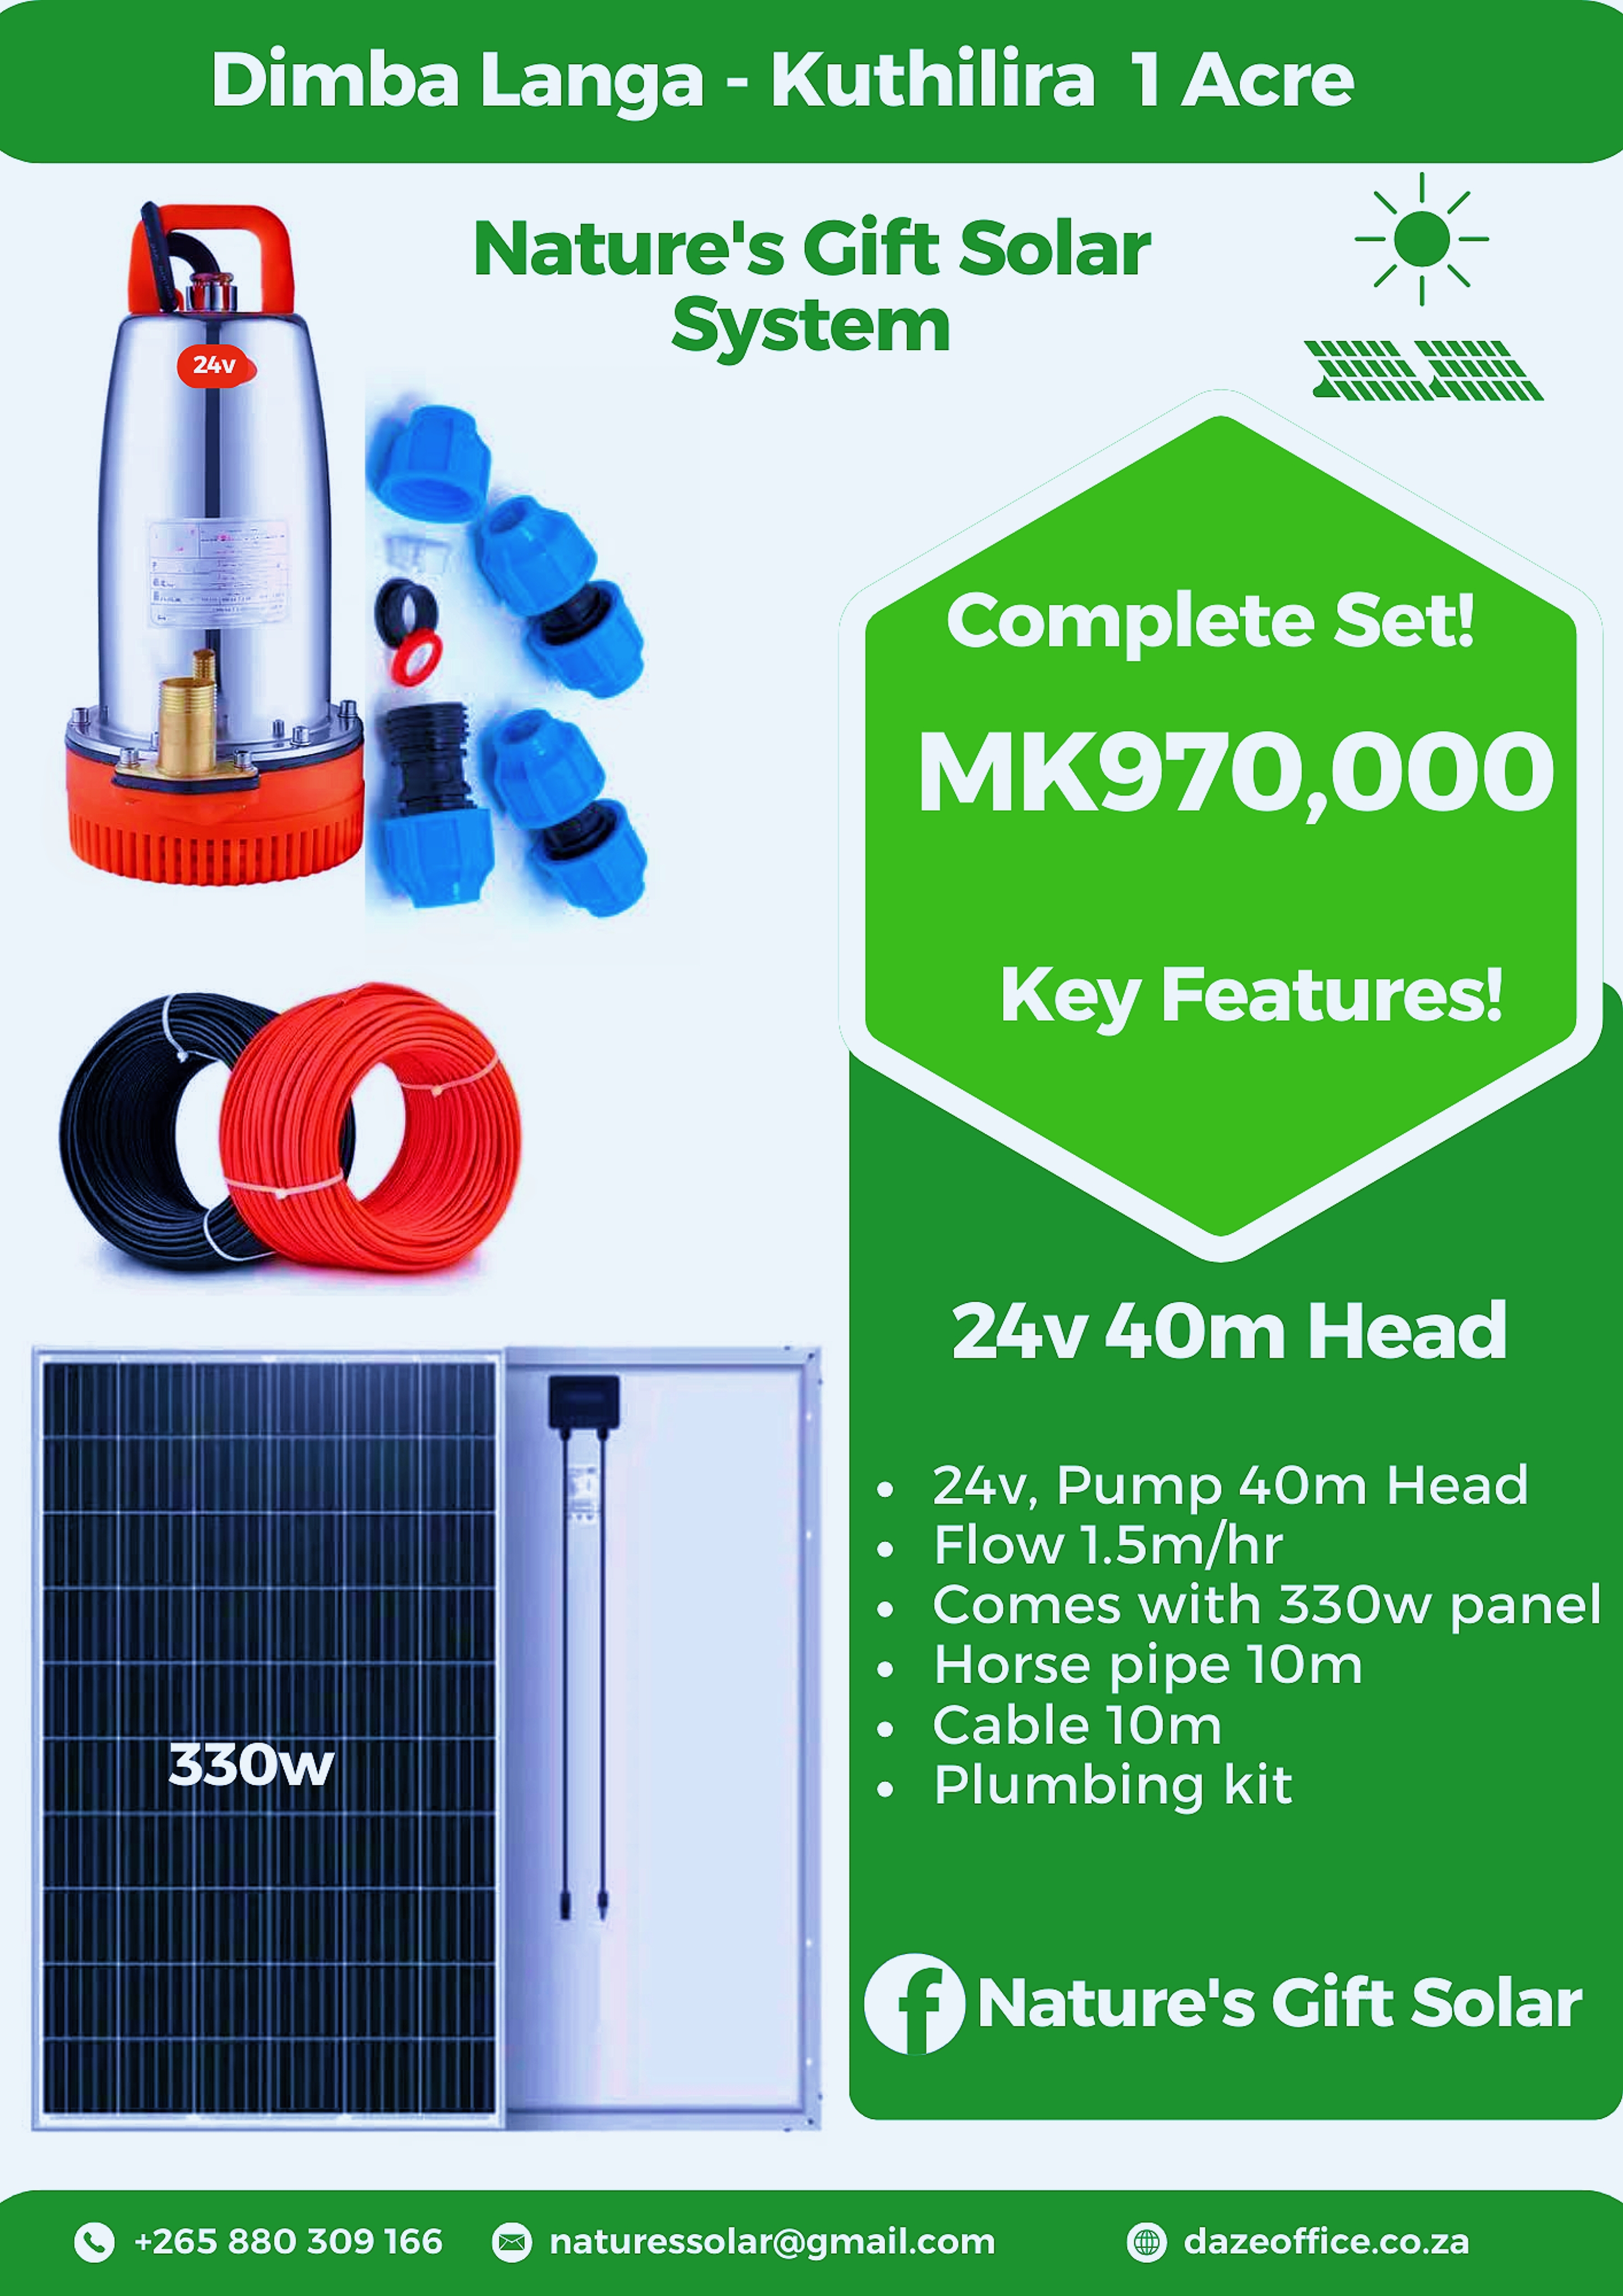 Dimba Langa - Kuthilira 1 Acre
Nature's Gift Solar
System
24v
Complete Set!
MK970,000
Key Features!
24v 40m Head
• 24v, Pump 40m Head
• Flow 1.5m/hr
• Comes with 330w panel
• Horse pipe 10m
• Cable 10m
• Plumbing kit
330w
f Nature's Gift Solar
+265 880 309 166
naturessolar@gmail.com
dazeoffice.co.za